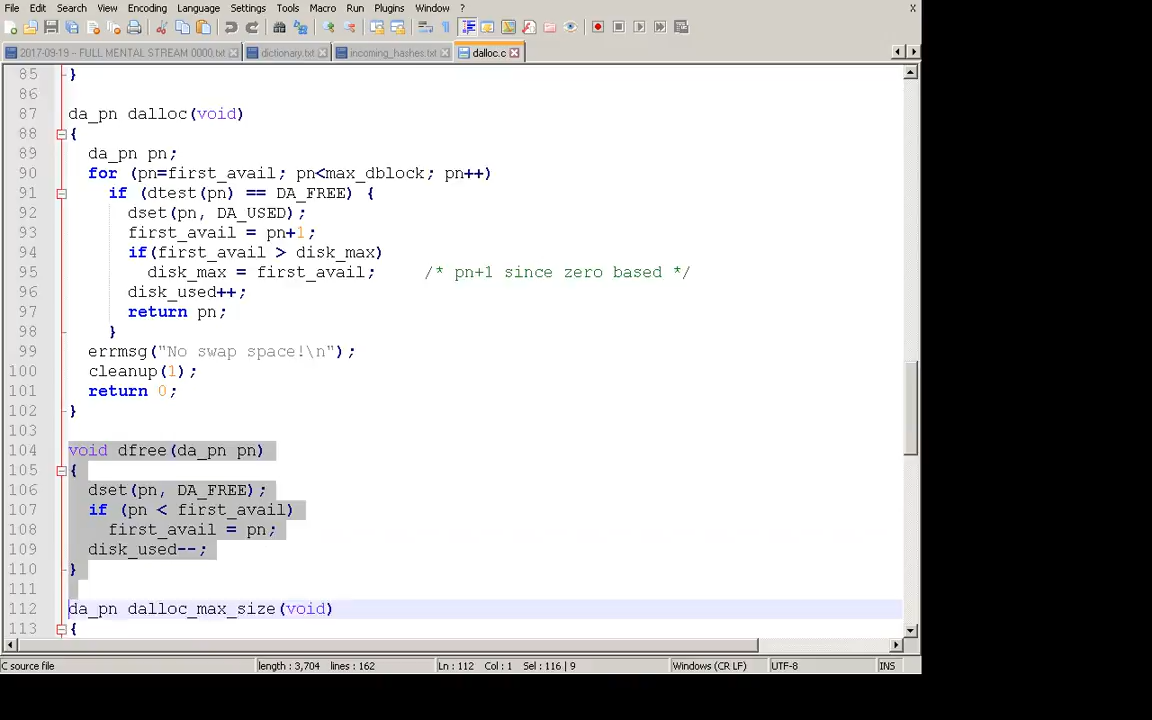 File Edit Search View Encoding Language Settings Tools Macro Run Plugins Window ? X
2017-09-19 – FULL MENTAL STREAM 0000.txt dictionary.txt incoming_hashes.txt dalloc.c
85 }
86
87 da_pn dalloc(void)
88 {
89 da_pn pn;
90 for (pn=first_avail; pn<max_dblock; pn++)
91 if (dtest(pn) == DA_FREE) {
92 dset(pn, DA_USED);
93 first_avail = pn+1;
94 if(first_avail > disk_max)
95 disk_max = first_avail; /* pn+1 since zero based */
96 disk_used++;
97 return pn;
98 }
99 errmsg("No swap space!\n");
100 cleanup(1);
101 return 0;
102 }
103
104 void dfree(da_pn pn)
105 {
106 dset(pn, DA_FREE);
107 if (pn < first_avail)
108 first_avail = pn;
109 disk_used--;
110 }
111
112 da_pn dalloc_max_size(void)
113 {
C source file length : 3,704 lines : 162 Ln : 112 Col : 1 Sel : 116 | 9 Windows (CR LF) UTF-8 INS